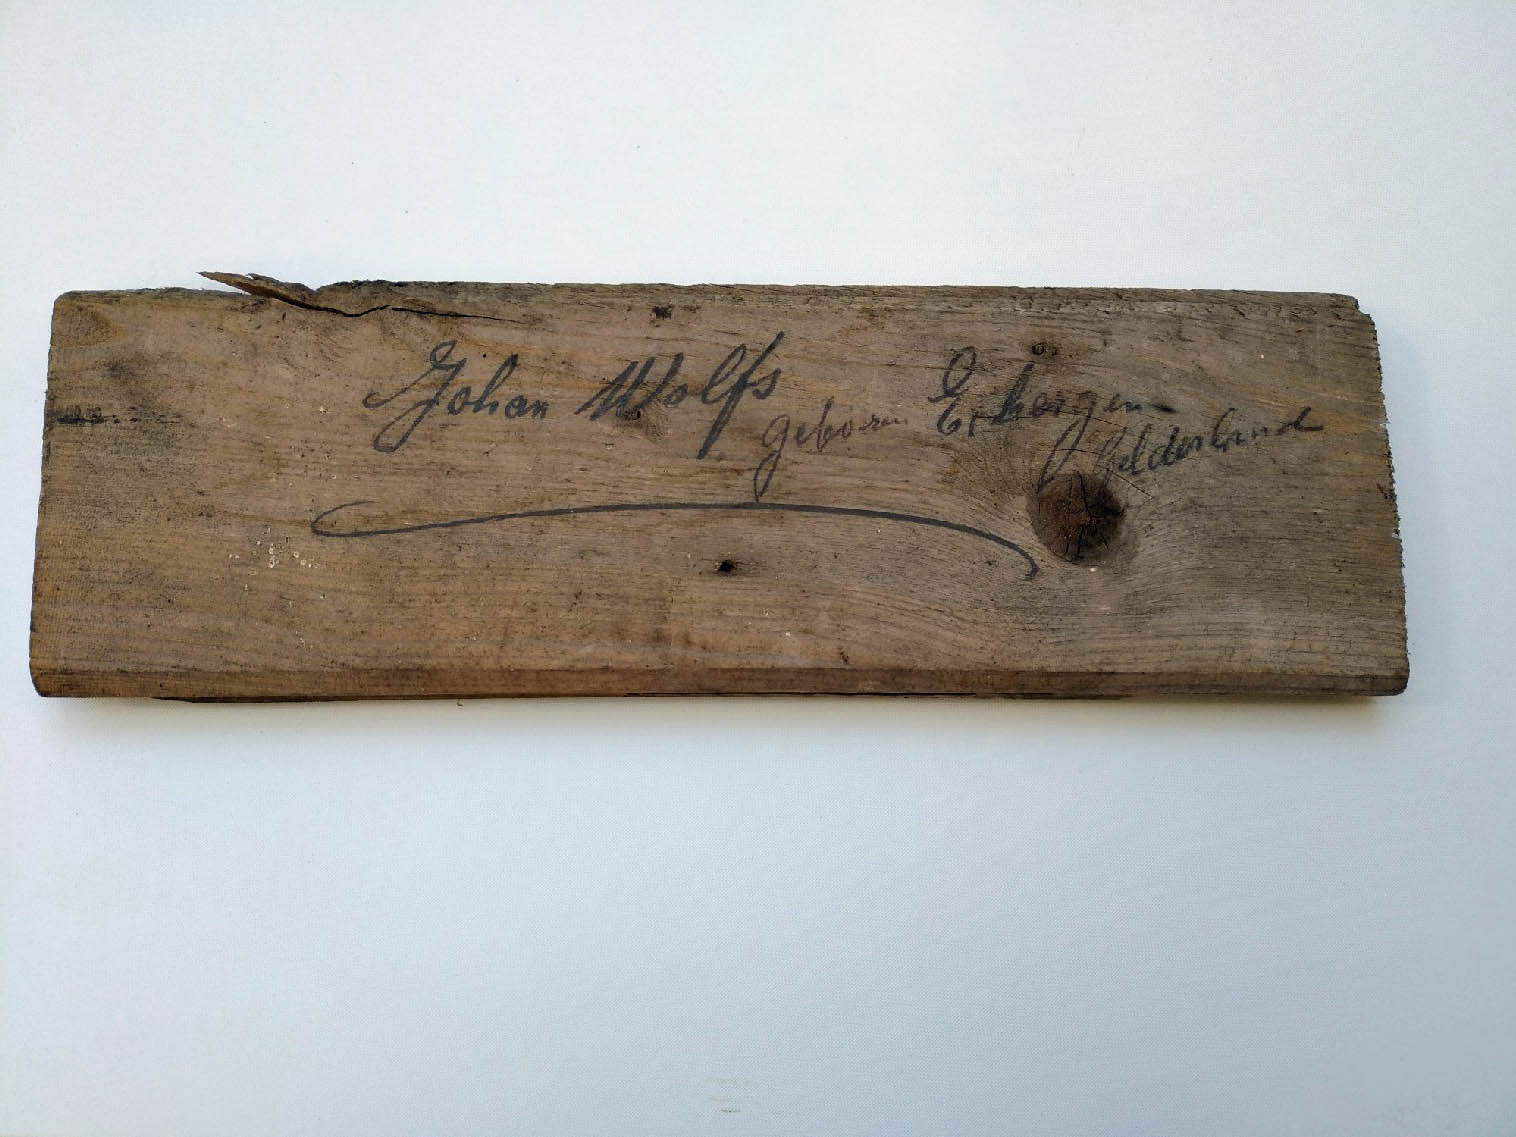 Johan Wolfs geboren
Gelderland